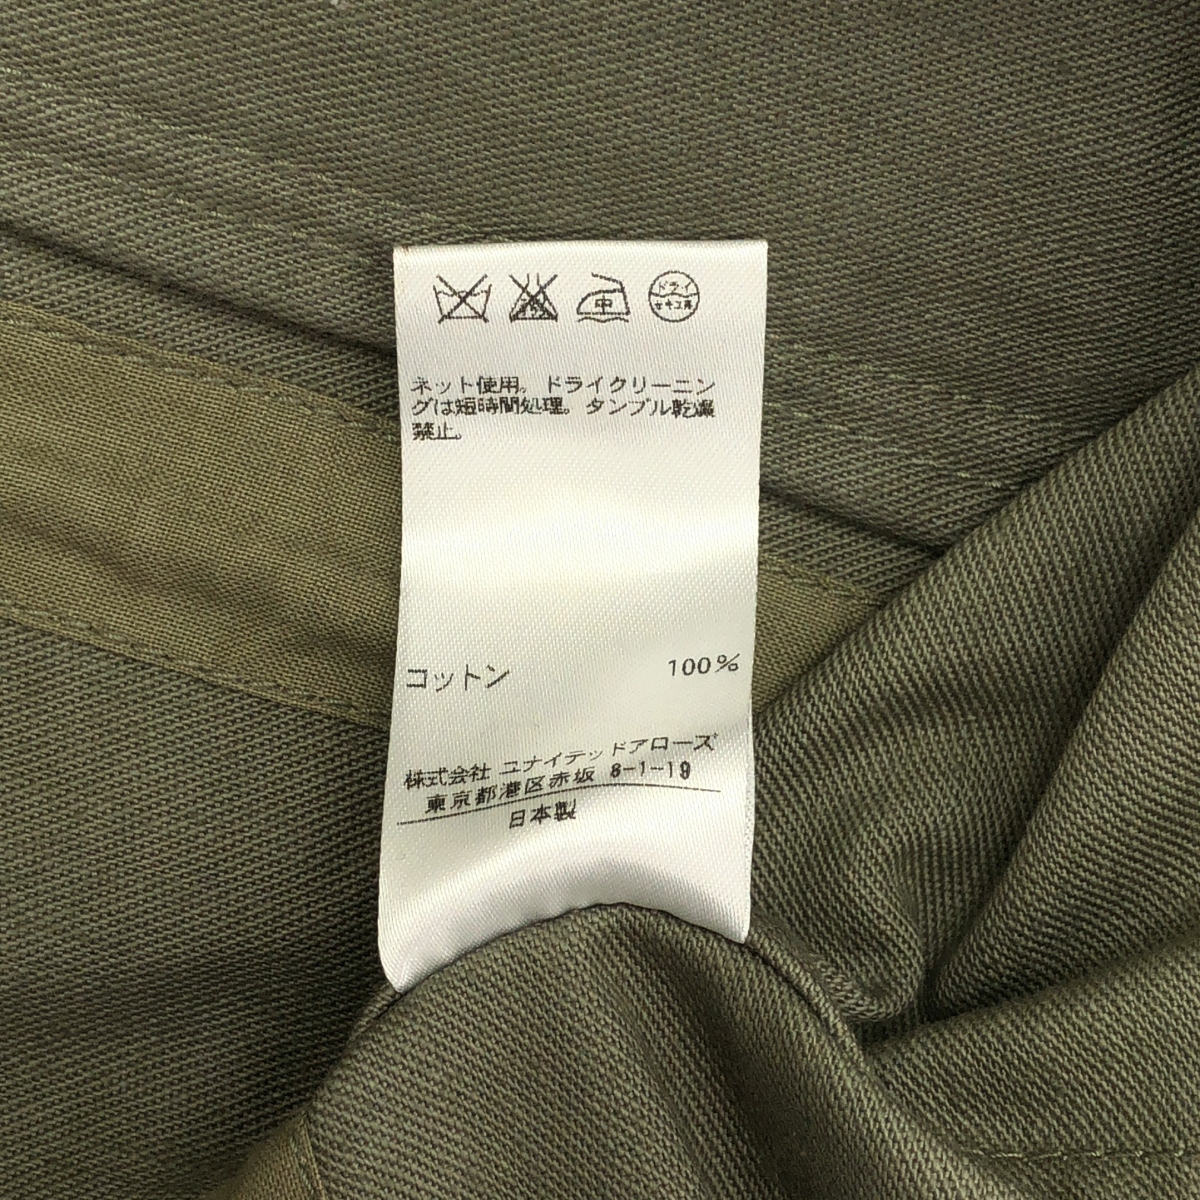 中 ドライ
セキユ系
ネット使用。ドライクリーニン
グは短時間処理。タンブル乾燥
禁止。
コットン 100%
株式会社 ユナイテッドアローズ
東京都港区赤坂 8-1-19
日本製